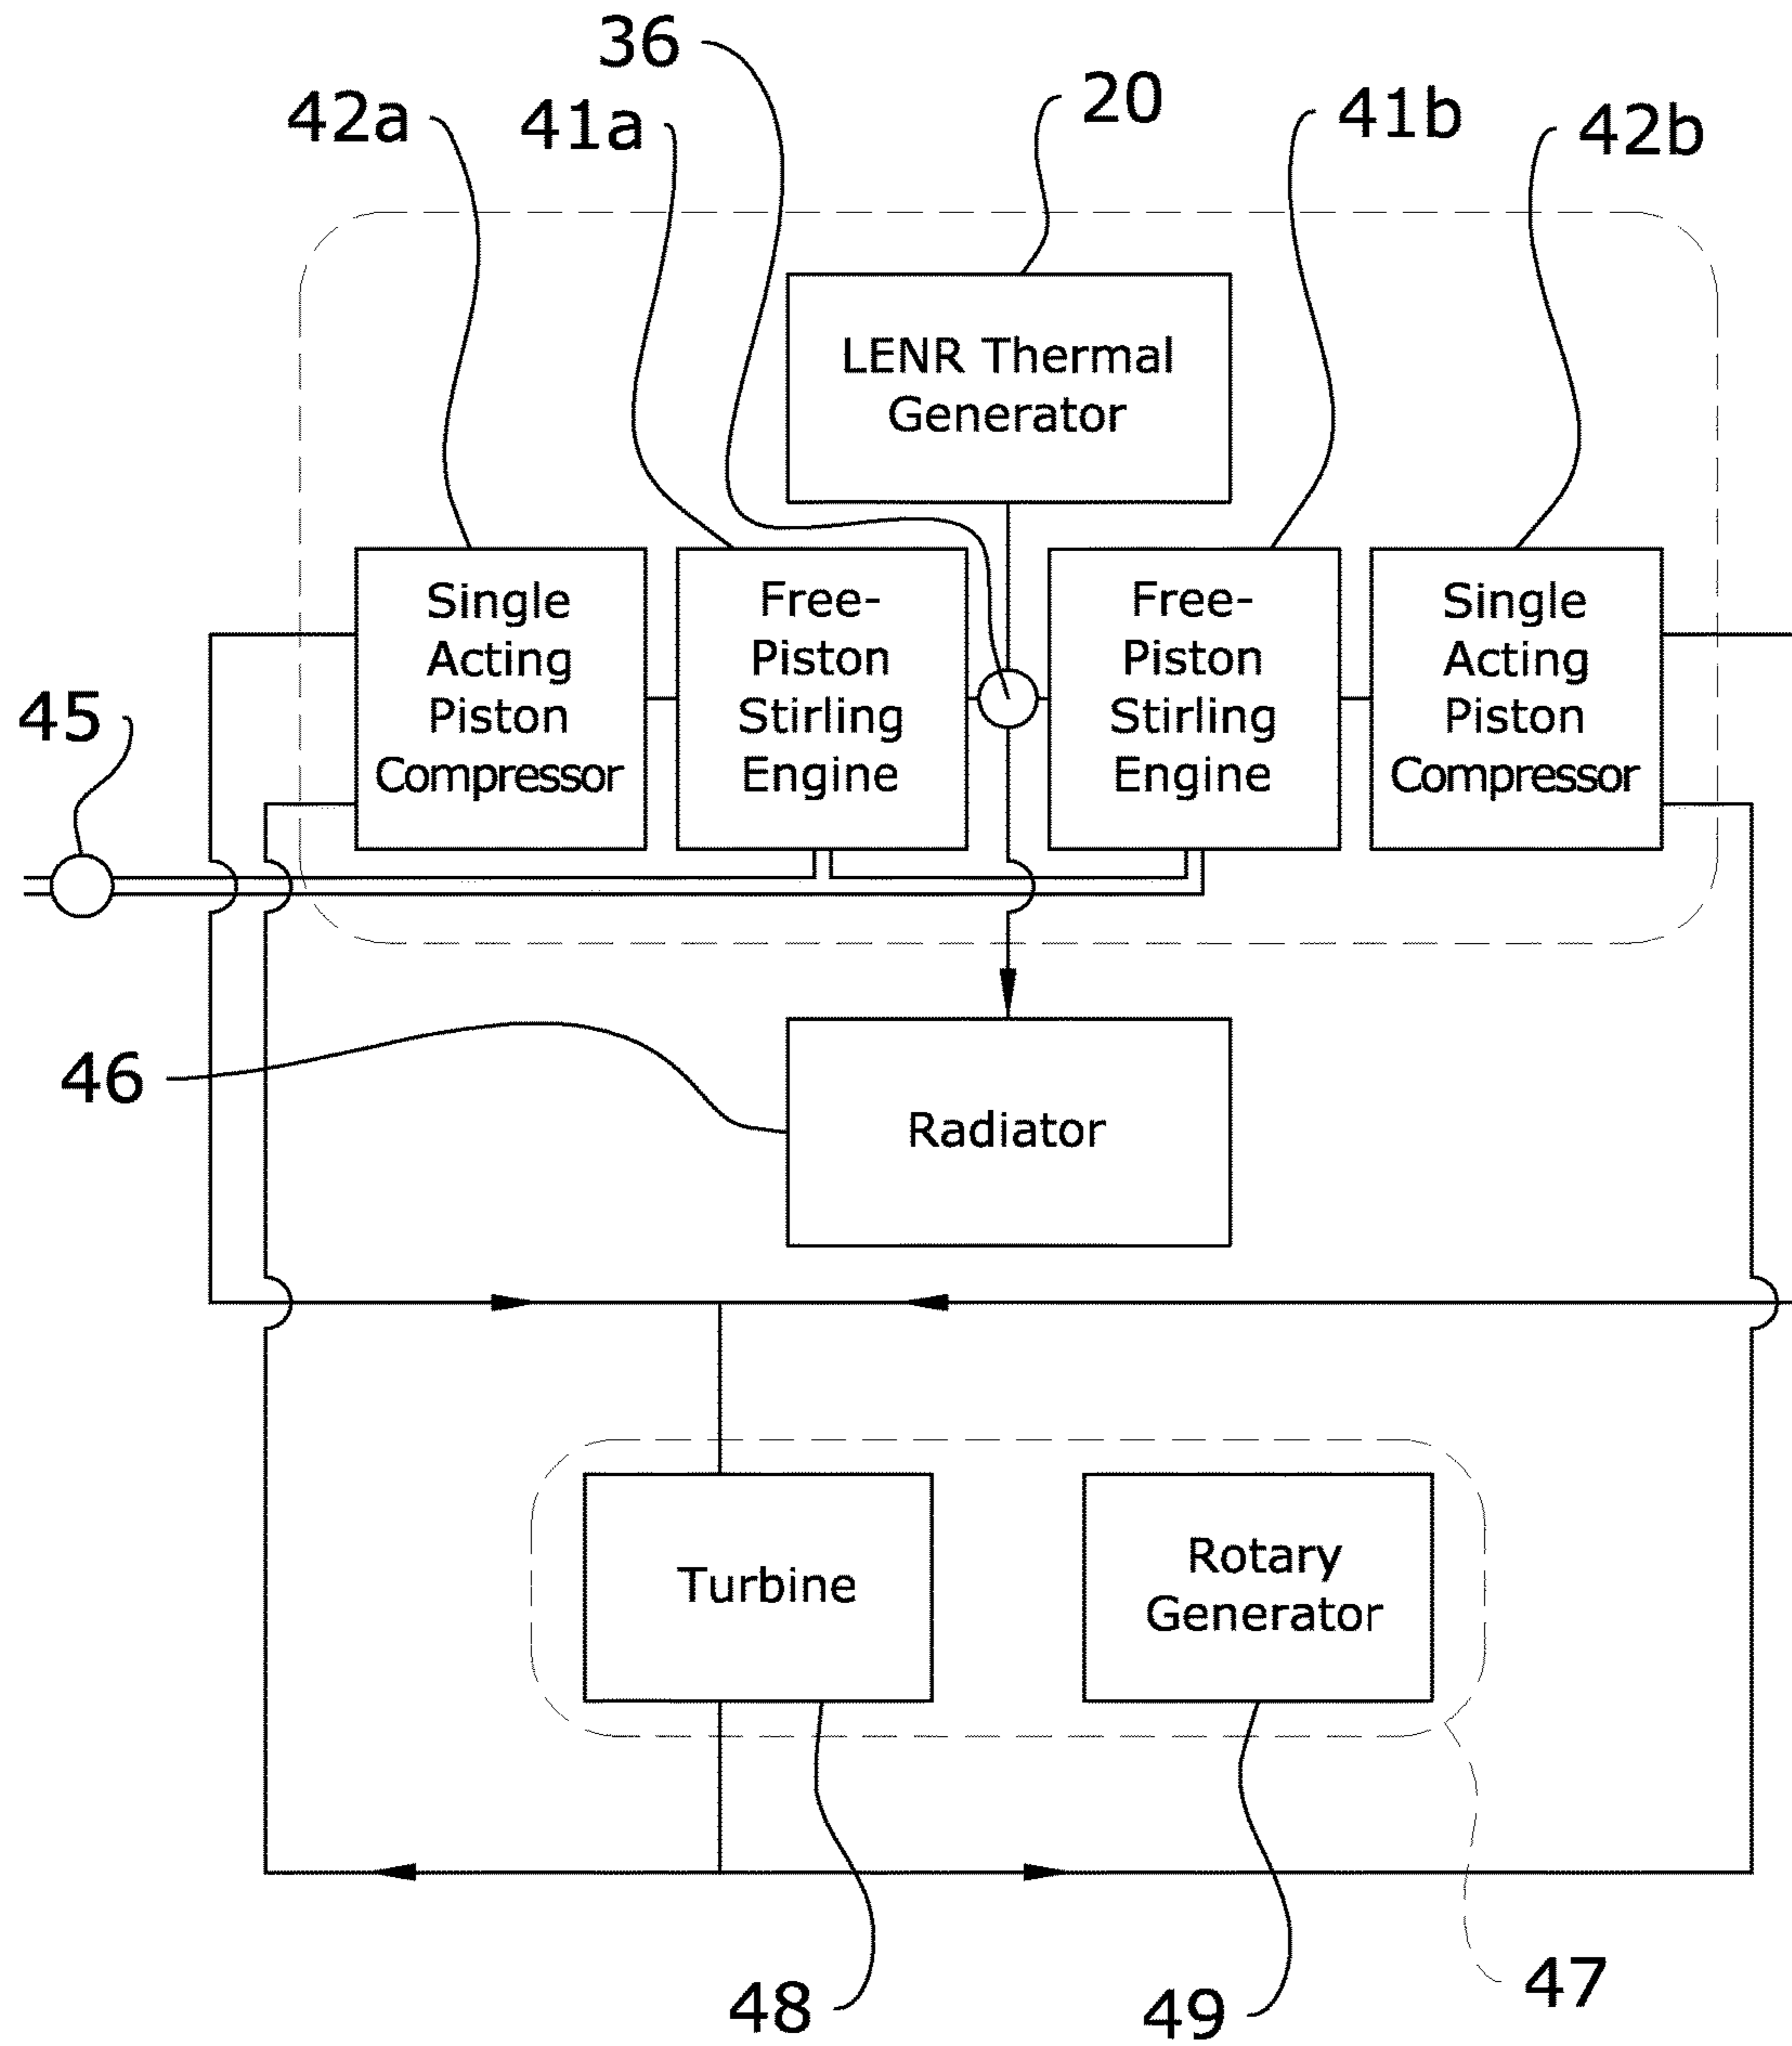 36
20
42a
41a
41b
42b
LENR Thermal
Generator
Single
Acting
Piston
Compressor
Free-
Piston
Stirling
Engine
Free-
Piston
Stirling
Engine
Single
Acting
Piston
Compressor
45
46
Radiator
Turbine
Rotary
Generator
48
49
47